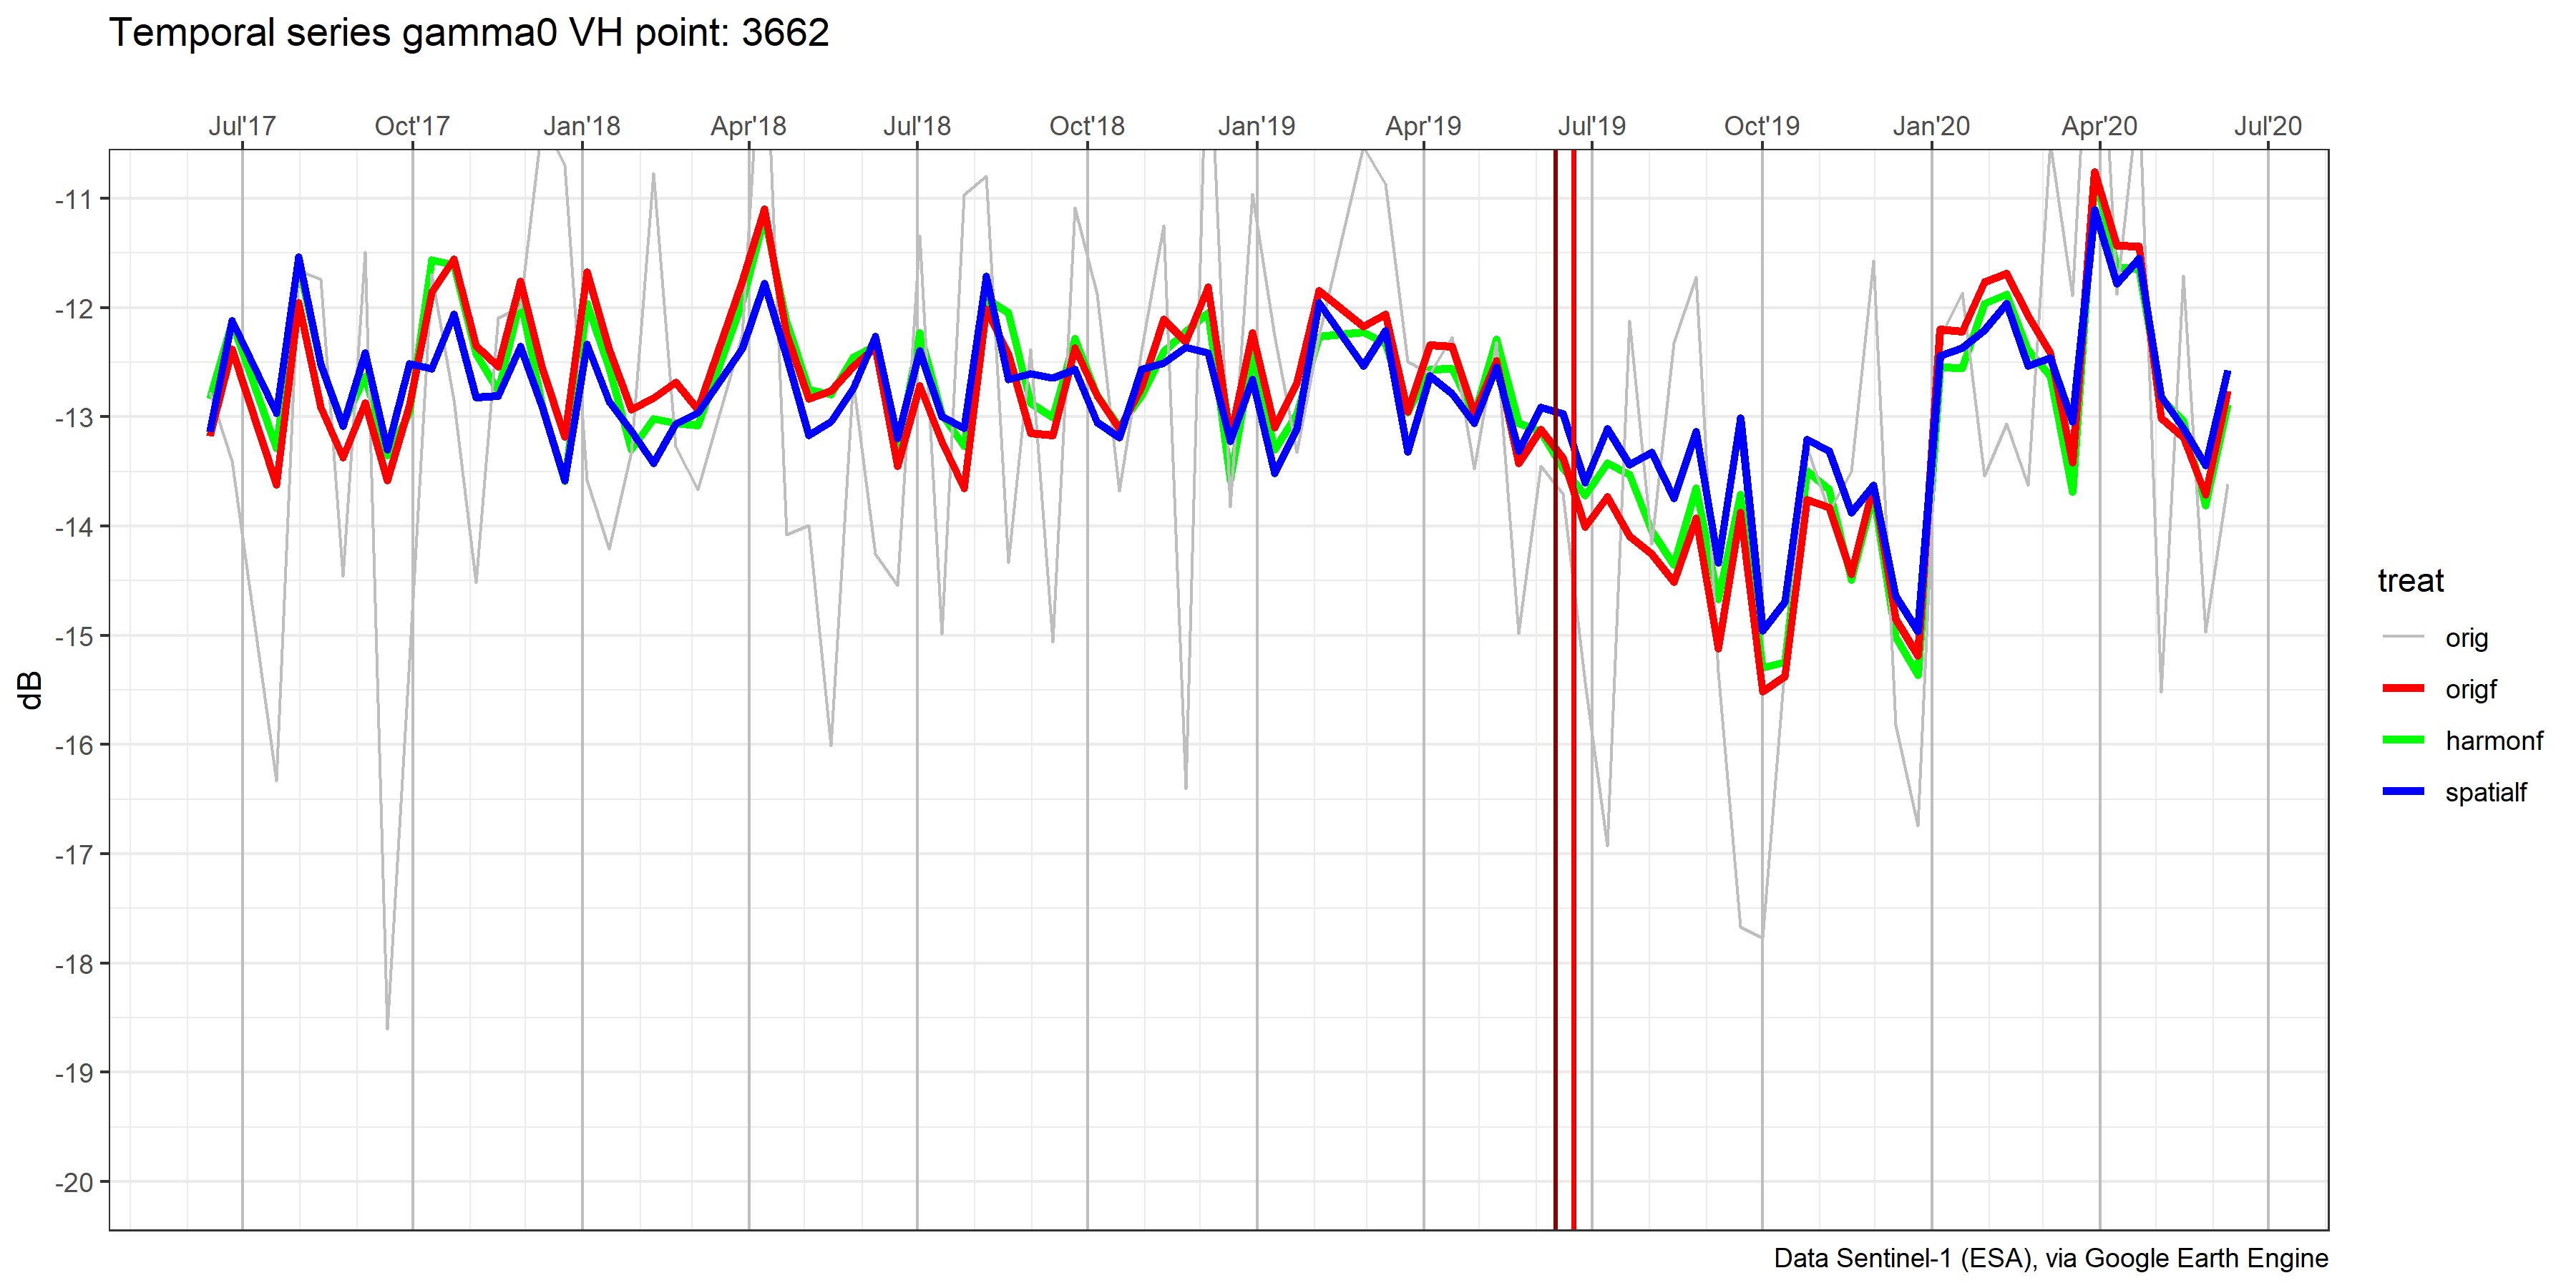 Temporal series gamma0 VH point: 3662
Jul'17 Oct'17 Jan'18 Apr'18 Jul'18 Oct'18 Jan'19 Apr'19 Jul'19 Oct'19 Jan'20 Apr'20 Jul'20
-11
-12
-13
-14
-15
-16
-17
-18
-19
-20
dB
treat
orig
origf
harmonf
spatialf
Data Sentinel-1 (ESA), via Google Earth Engine